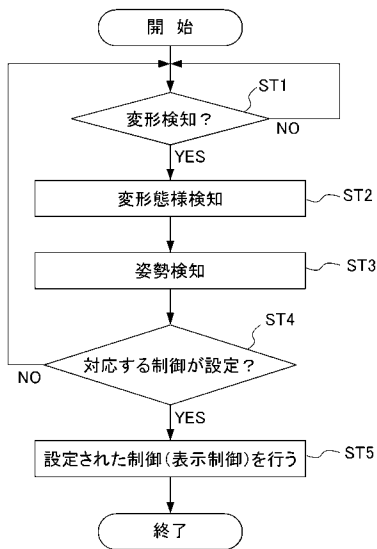 開 始
ST1
変形検知？
NO
YES
変形態様検知
ST2
姿勢検知
ST3
ST4
対応する制御が設定？
NO
YES
設定された制御（表示制御）を行う
ST5
終了